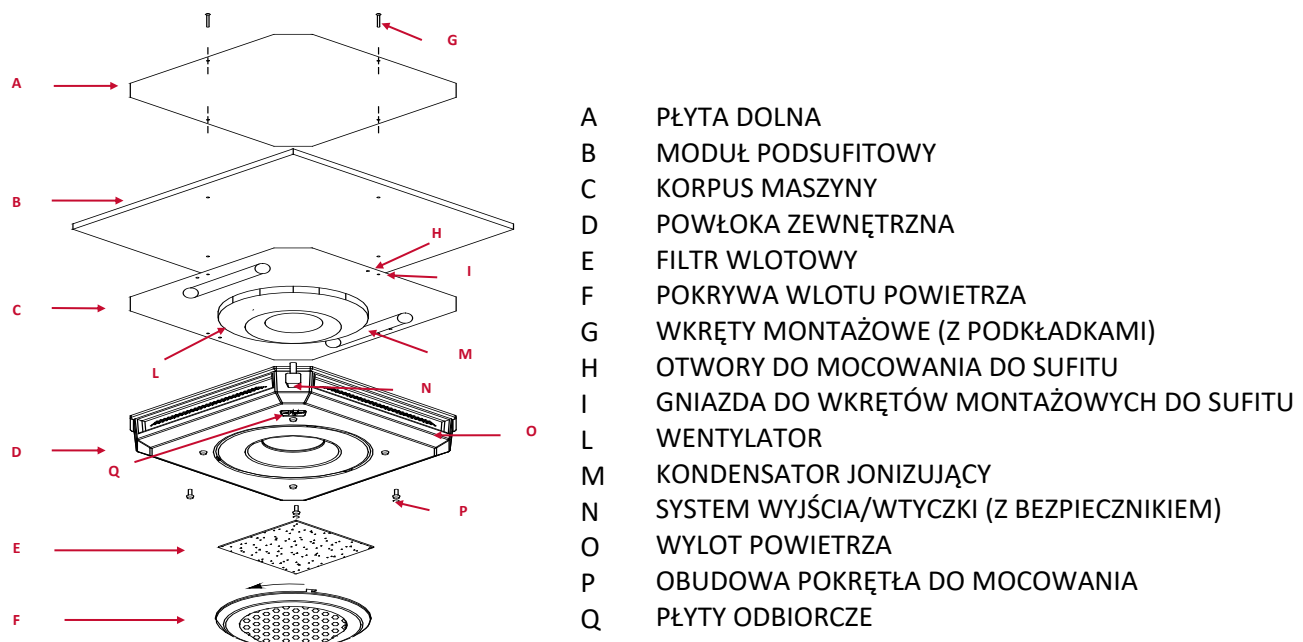 G
A
B
H
I
C
L
M
N
O
D
Q
P
E
F
A PŁYTA DOLNA
B MODUŁ PODSUFITOWY
C KORPUS MASZYNY
D POWŁOKA ZEWNĘTRZNA
E FILTR WLOTOWY
F POKRYWA WLOTU POWIETRZA
G WKRĘTY MONTAŻOWE (Z PODKŁADKAMI)
H OTWORY DO MOCOWANIA DO SUFITU
I GNIAZDA DO WKRĘTÓW MONTAŻOWYCH DO SUFITU
L WENTYLATOR
M KONDENSATOR JONIZUJĄCY
N SYSTEM WYJŚCIA/WTYCZKI (Z BEZPIECZNIKIEM)
O WYLOT POWIETRZA
P OBUDOWA POKRĘTŁA DO MOCOWANIA
Q PŁYTY ODBIORCZE